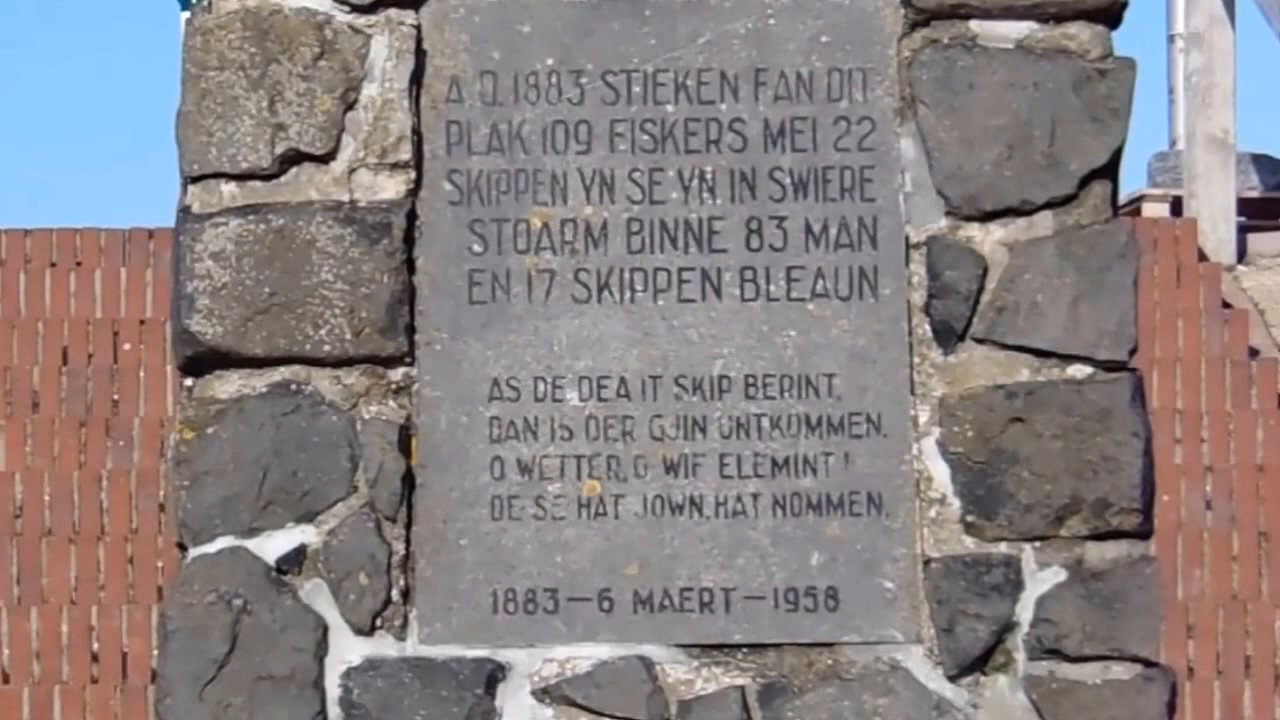 A.D. 1883 STIEKEN FAN DIT
PLAK 109 FISKERS MEI 22
SKIPPEN YN SE YN IN SWIERE
STOARM BINNE 83 MAN
EN 17 SKIPPEN BLEAUN
AS DE DEA IT SKIP BERINT,
DAN IS DER GJIN ÛNTKOMMEN.
O WETTER, O WIF ELEMINT!
DE SE HAT JOWN, HAT NOMMEN.
1883—6 MAERT—1958